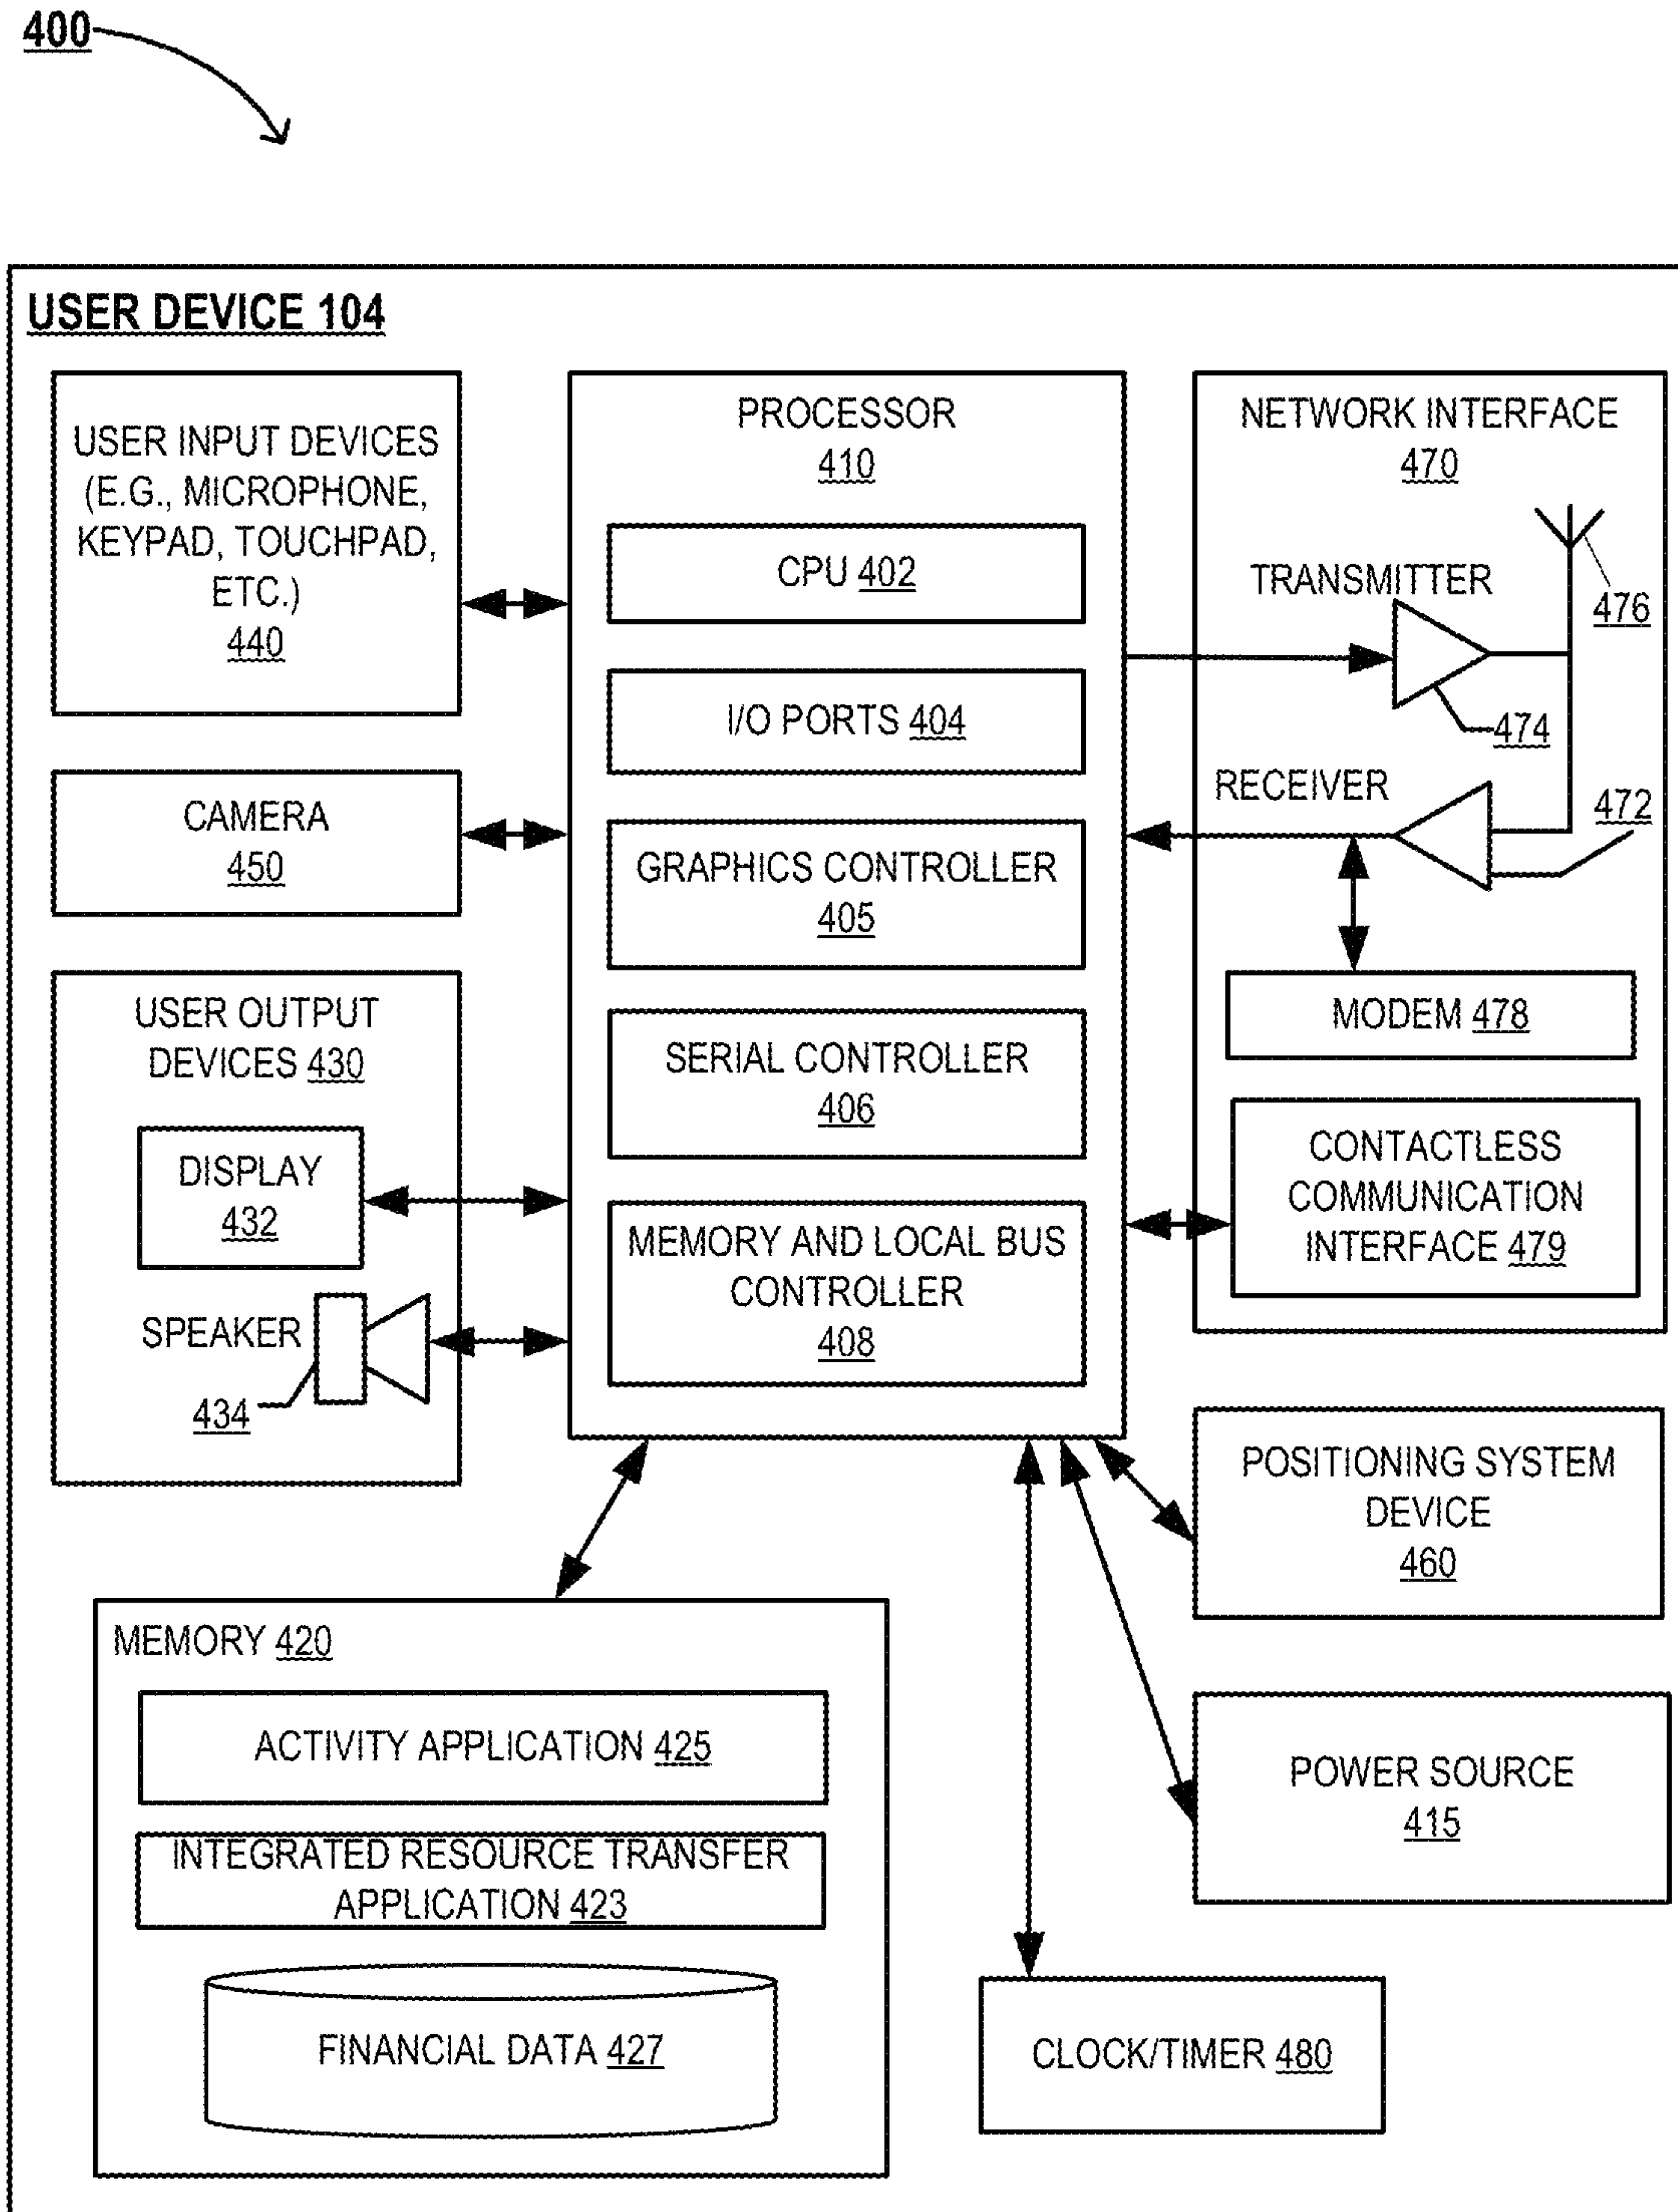 400
USER DEVICE 104
USER INPUT DEVICES
(E.G., MICROPHONE,
KEYPAD, TOUCHPAD,
ETC.)
440
CAMERA
450
USER OUTPUT
DEVICES 430
DISPLAY
432
SPEAKER
434
PROCESSOR
410
CPU 402
I/O PORTS 404
GRAPHICS CONTROLLER
405
SERIAL CONTROLLER
406
MEMORY AND LOCAL BUS
CONTROLLER
408
NETWORK INTERFACE
470
TRANSMITTER
476
474
RECEIVER
472
MODEM 478
CONTACTLESS
COMMUNICATION
INTERFACE 479
POSITIONING SYSTEM
DEVICE
460
POWER SOURCE
415
MEMORY 420
ACTIVITY APPLICATION 425
INTEGRATED RESOURCE TRANSFER
APPLICATION 423
FINANCIAL DATA 427
CLOCK/TIMER 480